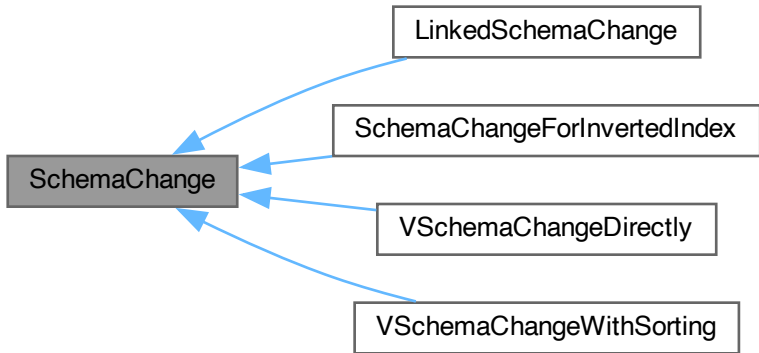 LinkedSchemaChange
SchemaChangeForInvertedIndex
SchemaChange
VSchemaChangeDirectly
VSchemaChangeWithSorting